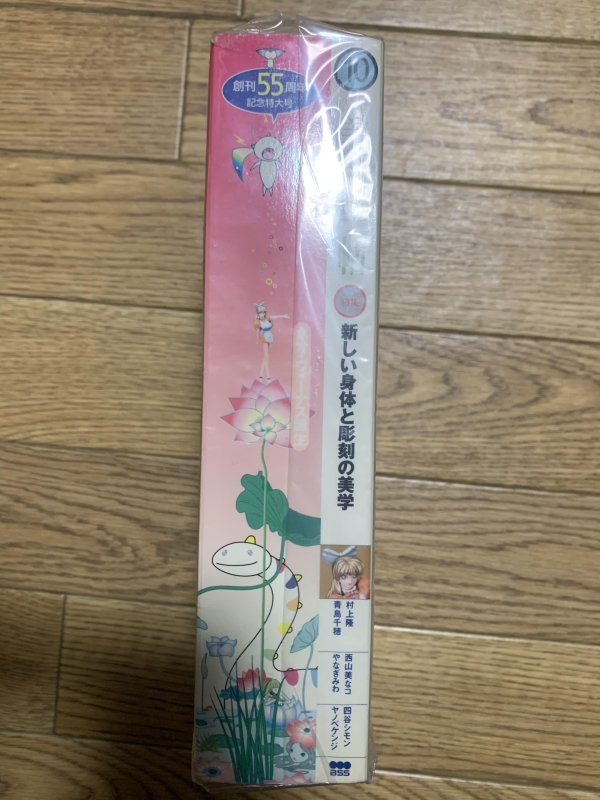 創刊55周年
記念特大号
10
新しい身体と彫刻の美学
村上隆
青島千穂
西山美なコ
やなぎみわ
四谷シモン
ヤノベケンジ
BSS